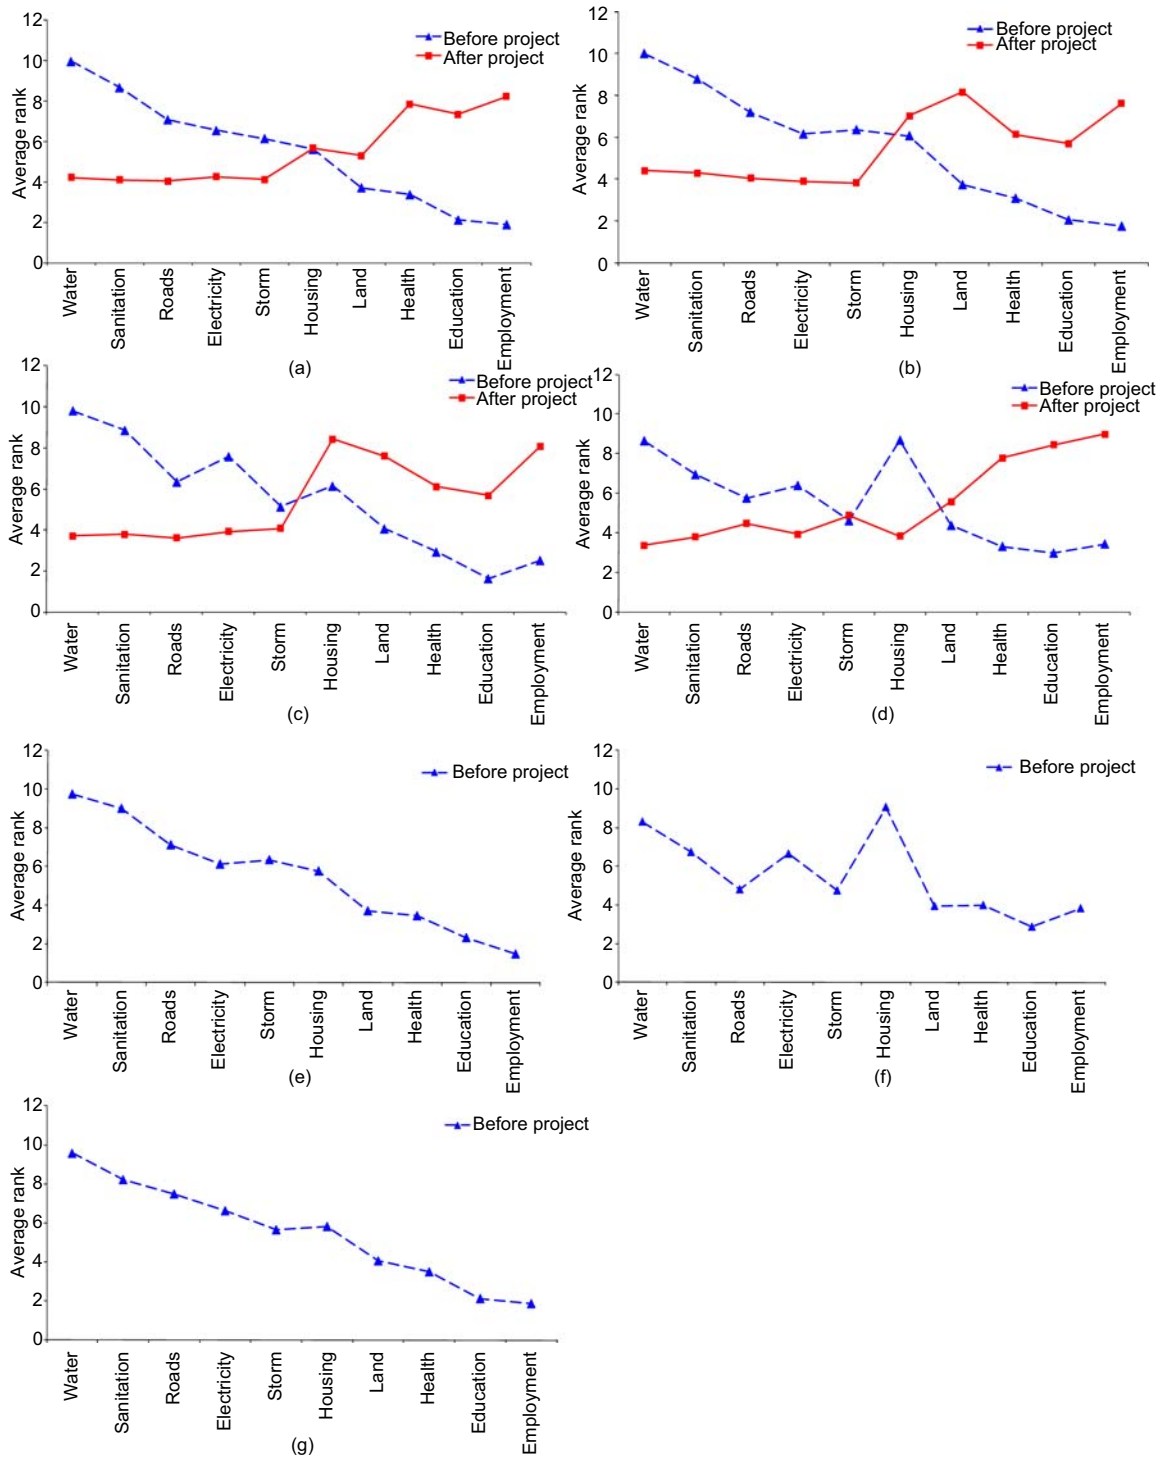 12
10
8
6
4
2
0
Average rank
Before project
After project
Water
Sanitation
Roads
Electricity
Storm
Housing
Land
Health
Education
Employment
(a)
12
10
8
6
4
2
0
Average rank
Before project
After project
Water
Sanitation
Roads
Electricity
Storm
Housing
Land
Health
Education
Employment
(b)
12
10
8
6
4
2
0
Average rank
Before project
After project
Water
Sanitation
Roads
Electricity
Storm
Housing
Land
Health
Education
Employment
(c)
12
10
8
6
4
2
0
Average rank
Before project
After project
Water
Sanitation
Roads
Electricity
Storm
Housing
Land
Health
Education
Employment
(d)
12
10
8
6
4
2
0
Average rank
Before project
Water
Sanitation
Roads
Electricity
Storm
Housing
Land
Health
Education
Employment
(e)
12
10
8
6
4
2
0
Average rank
Before project
Water
Sanitation
Roads
Electricity
Storm
Housing
Land
Health
Education
Employment
(f)
12
10
8
6
4
2
0
Average rank
Before project
Water
Sanitation
Roads
Electricity
Storm
Housing
Land
Health
Education
Employment
(g)